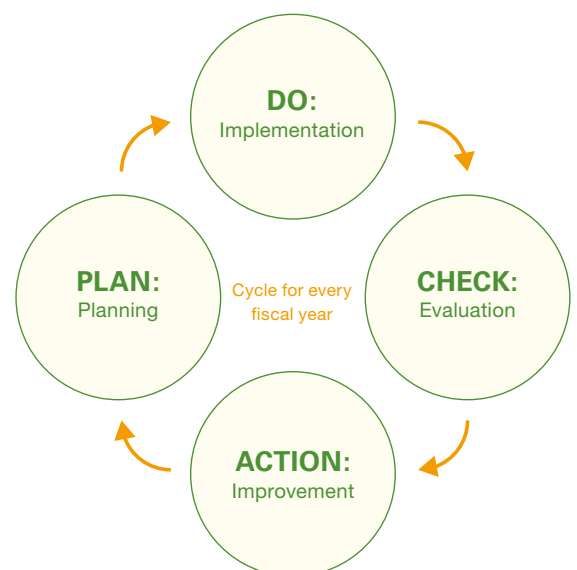 DO:
Implementation
PLAN:
Planning
Cycle for every
fiscal year
CHECK:
Evaluation
ACTION:
Improvement